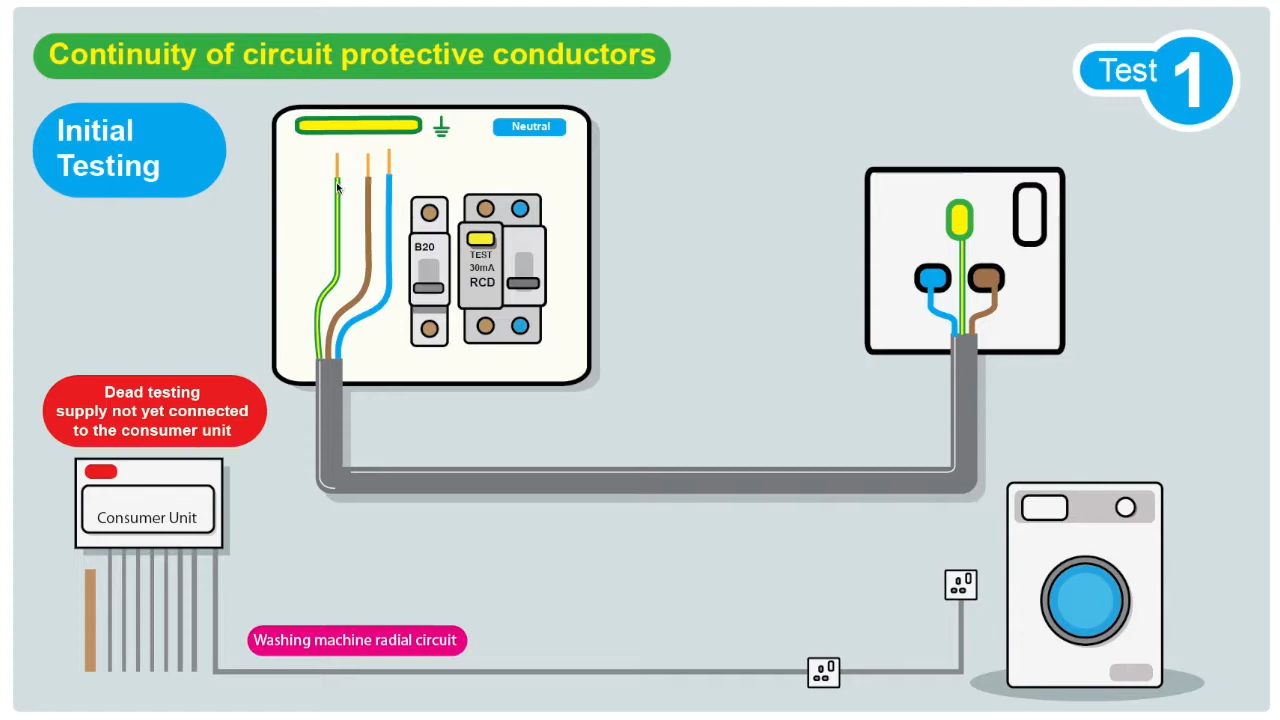 Continuity of circuit protective conductors
Test 1
Initial
Testing
Neutral
B20
TEST
30mA
RCD
Dead testing
supply not yet connected
to the consumer unit
Consumer Unit
Washing machine radial circuit